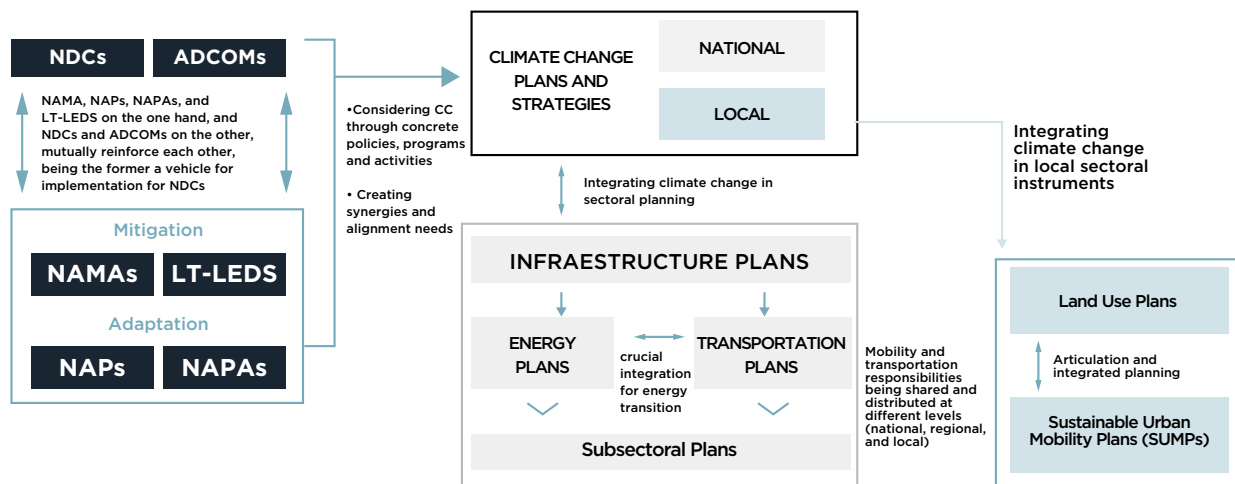 NDCs
ADCOMs
NAMA, NAPs, NAPAs, and
LT-LEDS on the one hand, and
NDCs and ADCOMs on the other,
mutually reinforce each other,
being the former a vehicle for
implementation for NDCs
Mitigation
NAMAs
LT-LEDS
Adaptation
NAPs
NAPAs
•Considering CC
through concrete
policies, programs
and activities
• Creating
synergies and
alignment needs
CLIMATE CHANGE
PLANS AND
STRATEGIES
NATIONAL
LOCAL
Integrating climate change in
sectoral planning
INFRAESTRUCTURE PLANS
ENERGY
PLANS
crucial
integration
for energy
transition
TRANSPORTATION
PLANS
Subsectoral Plans
Mobility and
transportation
responsibilities
being shared and
distributed at
different levels
(national, regional,
and local)
Integrating
climate change
in local sectoral
instruments
Land Use Plans
Articulation and
integrated planning
Sustainable Urban
Mobility Plans (SUMPs)